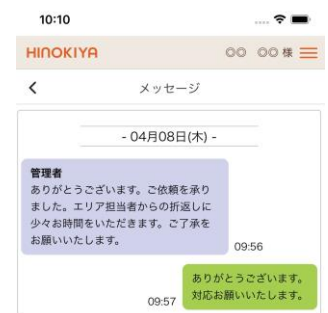 10:10
HINOKIYA
○○ ○○ 様
メッセージ
- 04月08日(木) -
管理者
ありがとうございます。ご依頼を承り
ました。エリア担当者からの折返しに
少々お時間をいただきます。ご了承を
お願いいたします。
09:56
ありがとうございます。
対応お願いいたします。
09:57